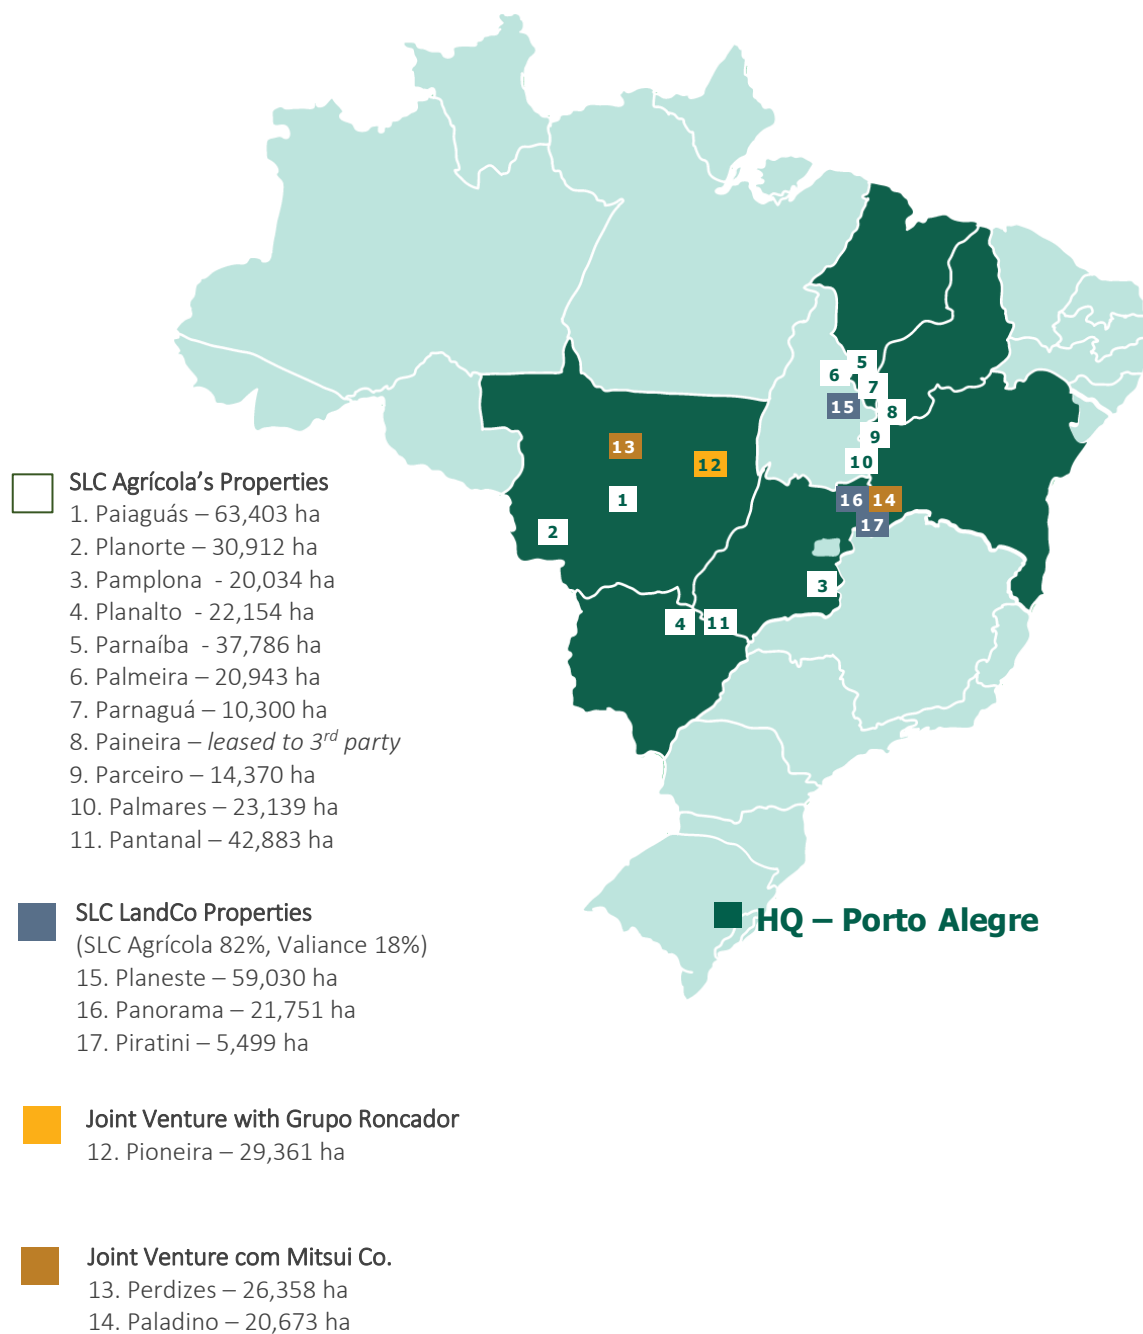 5
6
7
15
8
9
13
12
10
1
16
14
17
2
3
4
11
SLC Agrícola’s Properties
1. Paiaguás – 63,403 ha
2. Planorte – 30,912 ha
3. Pamplona - 20,034 ha
4. Planalto - 22,154 ha
5. Parnaíba - 37,786 ha
6. Palmeira – 20,943 ha
7. Parnaguá – 10,300 ha
8. Paineira – leased to 3rd party
9. Parceiro – 14,370 ha
10. Palmares – 23,139 ha
11. Pantanal – 42,883 ha
HQ – Porto Alegre
SLC LandCo Properties
(SLC Agrícola 82%, Valiance 18%)
15. Planeste – 59,030 ha
16. Panorama – 21,751 ha
17. Piratini – 5,499 ha
Joint Venture with Grupo Roncador
12. Pioneira – 29,361 ha
Joint Venture com Mitsui Co.
13. Perdizes – 26,358 ha
14. Paladino – 20,673 ha